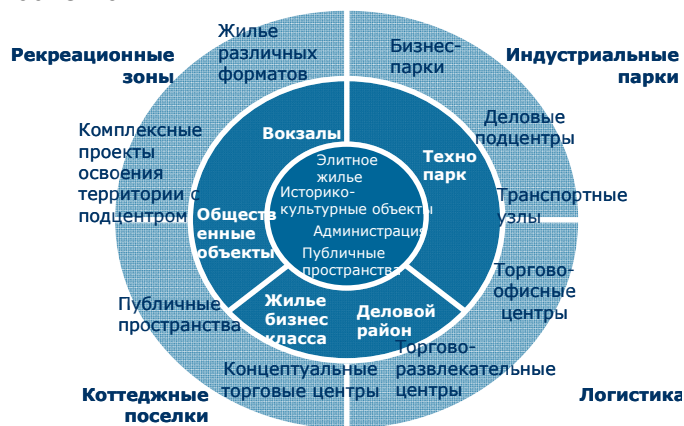 Жилье
различных
форматов
Бизнес-
парки
Рекреационные
зоны
Индустриальные
парки
Деловые
подцентры
Комплексные
проекты
освоения
территории с
подцентром
Вокзалы
Техно
парк
Элитное
жилье
Историко-
культурные объекты
Администрация
Публичные
пространства
Обществ
енные
объекты
Транспортные
узлы
Торгово-
офисные
центры
Публичные
пространства
Жилье
бизнес
класса
Деловой
район
Торгово-
развлекательные
центры
Концептуальные
торговые центры
Коттеджные
поселки
Логистика